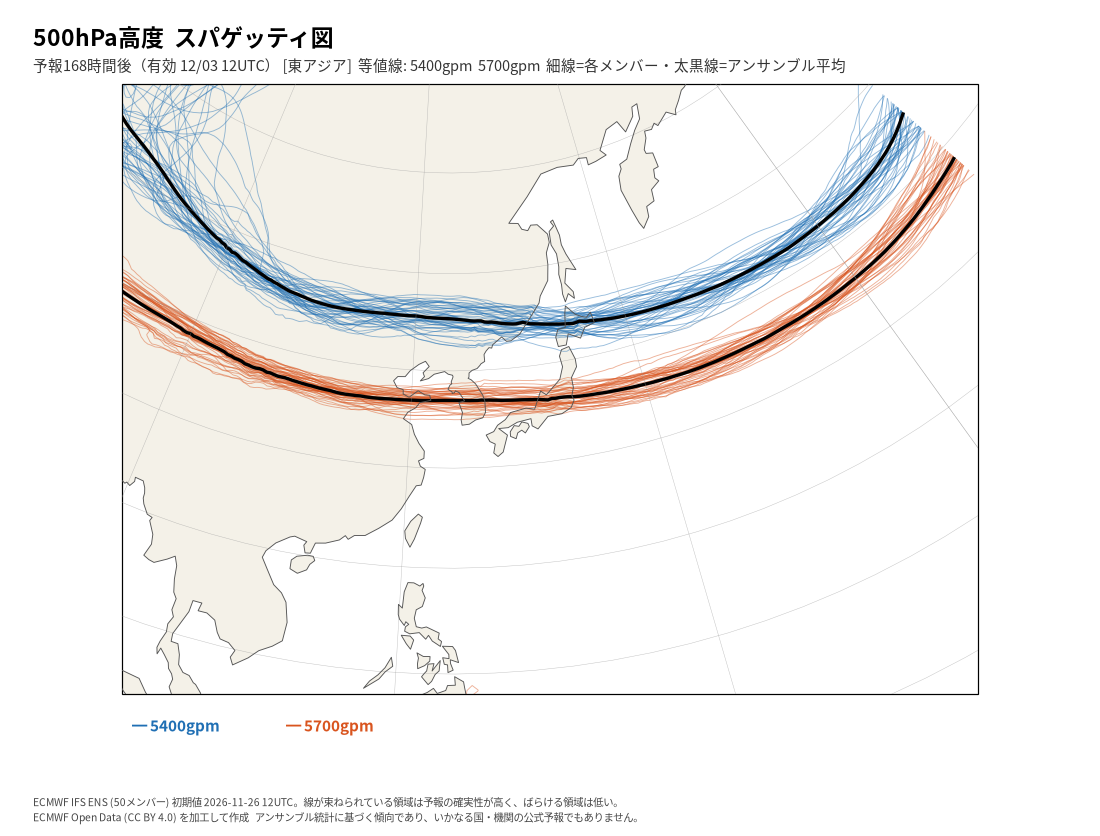 500hPa高度 スパゲッティ図
予報168時間後（有効 12/03 12UTC） [東アジア] 等値線: 5400gpm 5700gpm 細線=各メンバー・太黒線=アンサンブル平均
5400gpm
5700gpm
ECMWF IFS ENS (50メンバー) 初期値 2026-11-26 12UTC。線が束ねられている領域は予報の確実性が高く、ばらける領域は低い。
ECMWF Open Data (CC BY 4.0) を加工して作成 アンサンブル統計に基づく傾向であり、いかなる国・機関の公式予報でもありません。